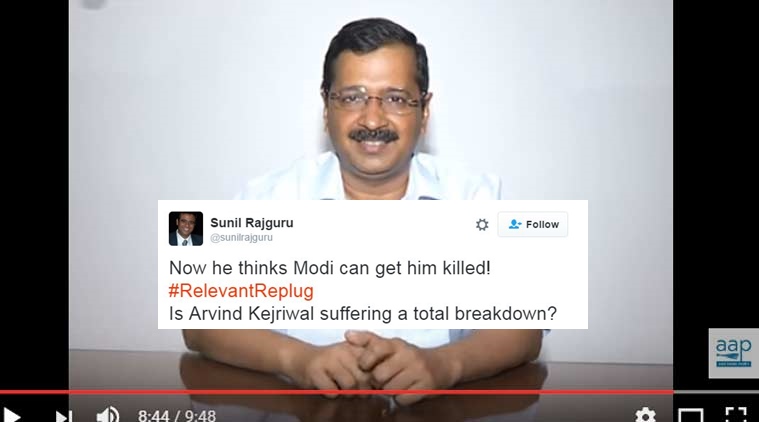 Sunil Rajguru
@sunilrajguru
Follow
Now he thinks Modi can get him killed!
#RelevantReplug
Is Arvind Kejriwal suffering a total breakdown?
aap
8:44 / 9:48